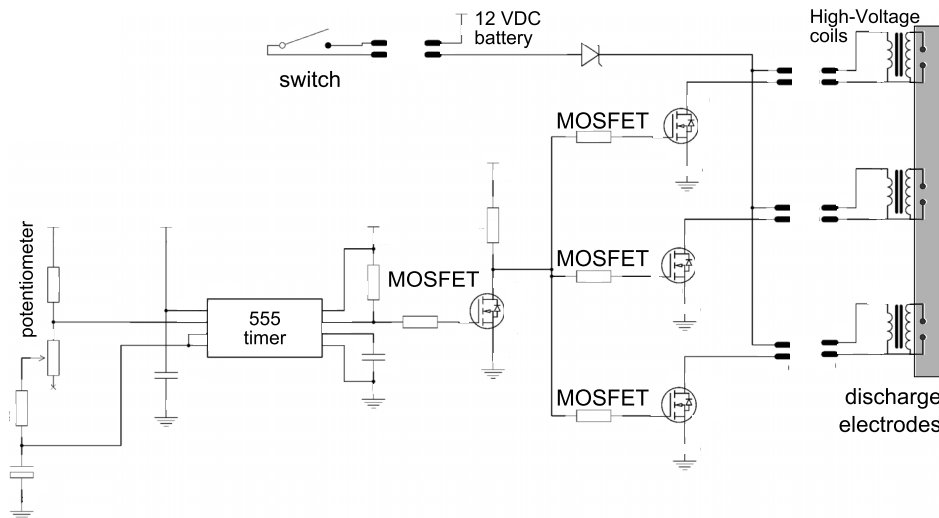 High-Voltage
coils
12 VDC
battery
switch
MOSFET
potentiometer
MOSFET
MOSFET
555
timer
MOSFET
discharge
electrodes